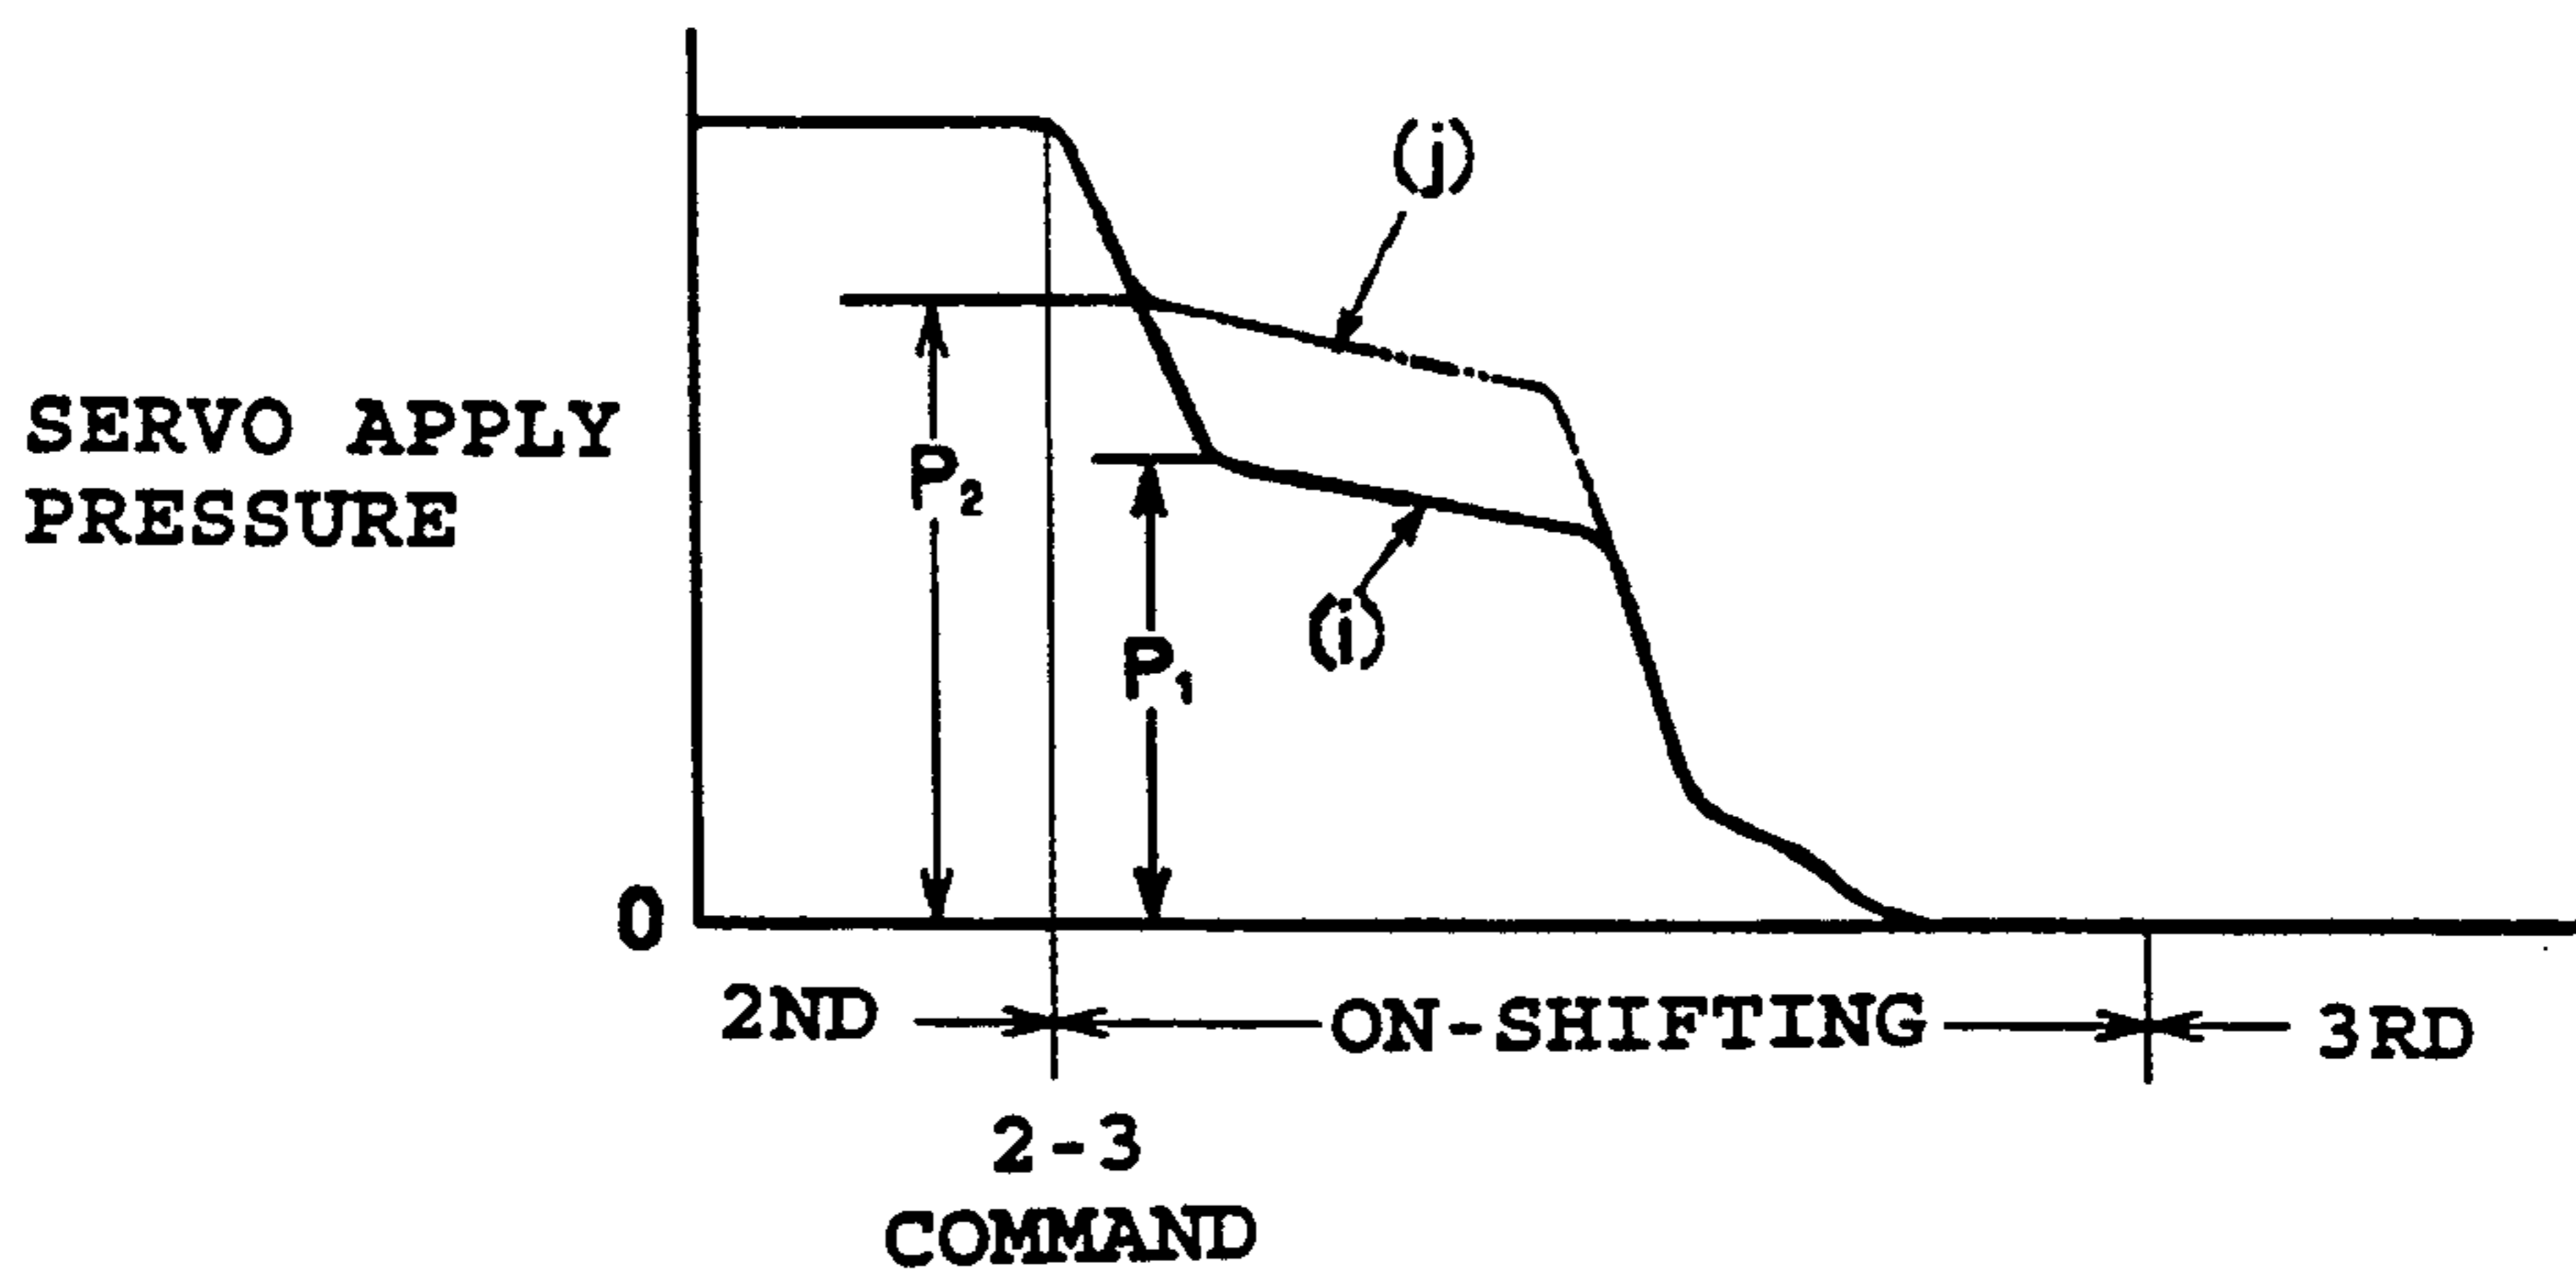 (j)
SERVO APPLY
PRESSURE
P₂
P₁
(i)
0
2ND
ON-SHIFTING
3RD
2-3
COMMAND